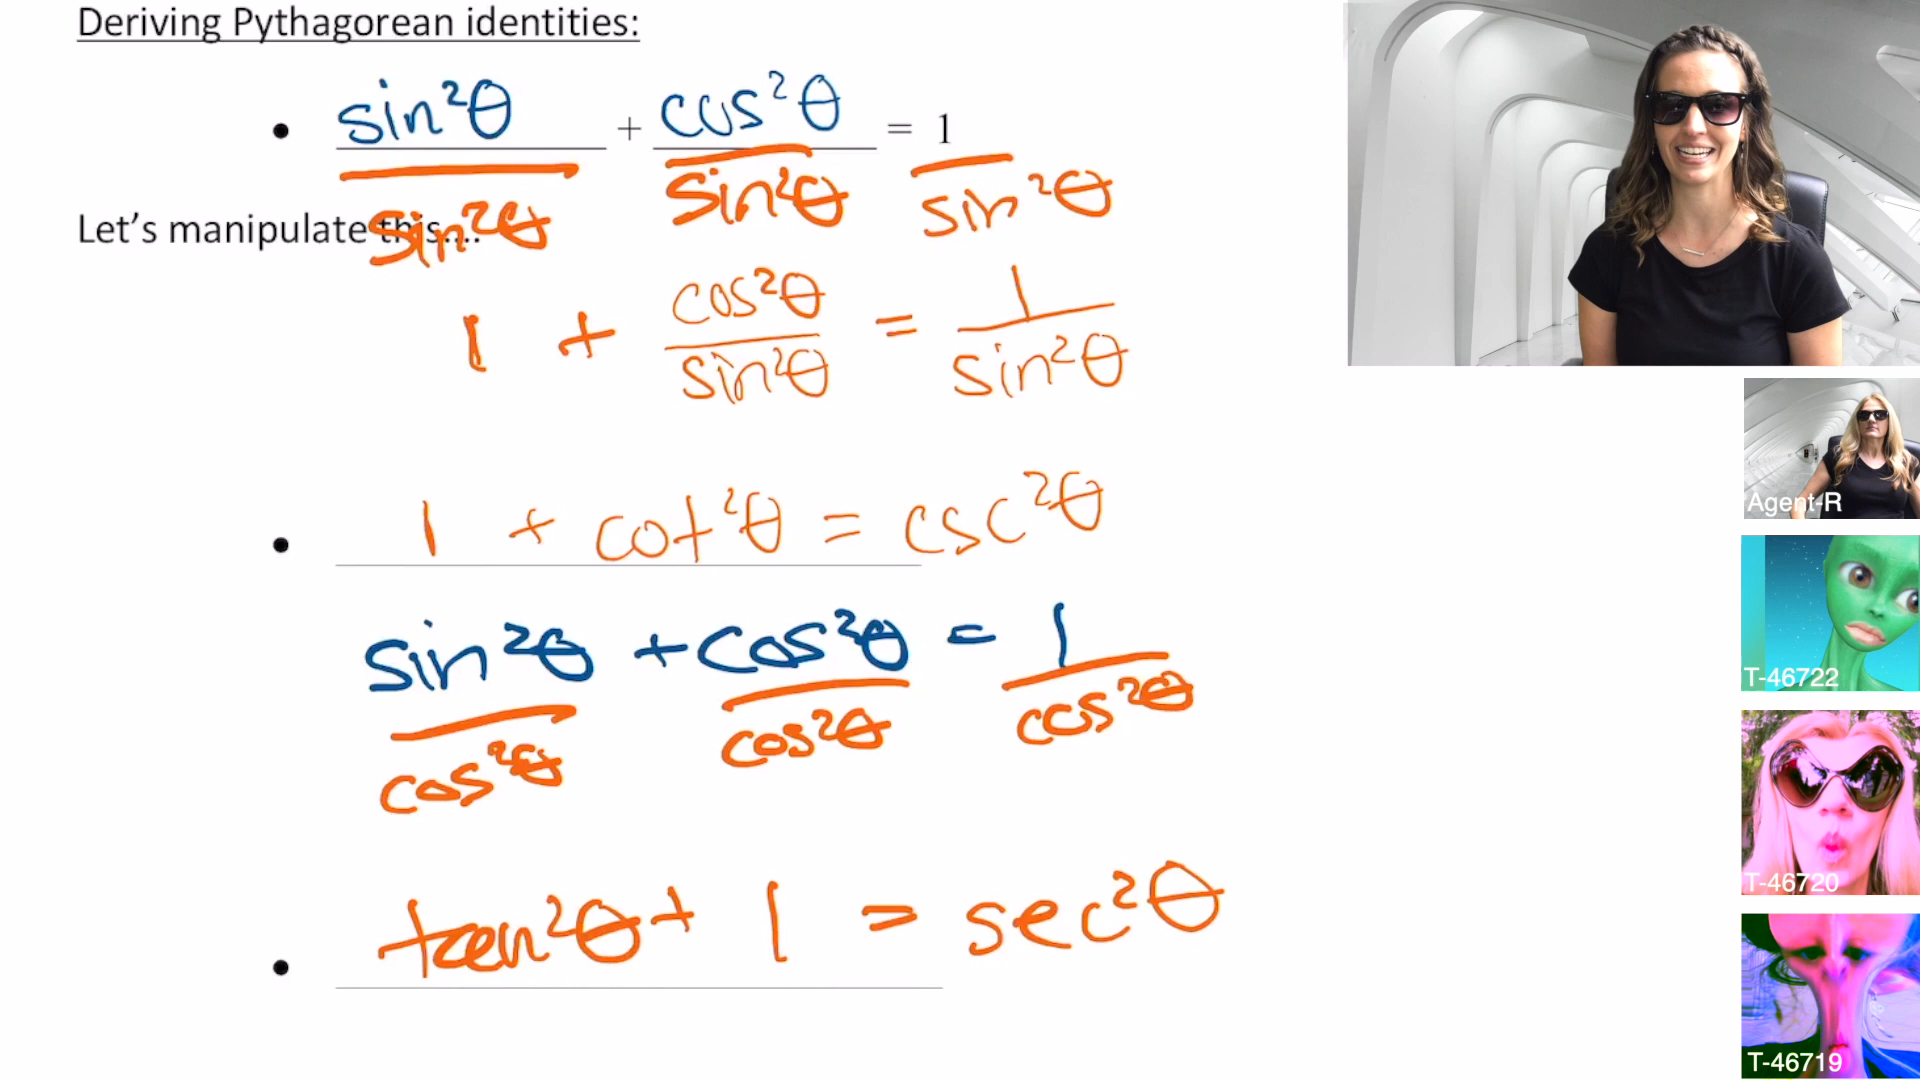 Deriving Pythagorean identities:
• sin²θ + cos²θ = 1
sin²θ sin²θ sin²θ
Let's manipulate this....
1 + cos²θ/sin²θ = 1/sin²θ
• 1 + cot²θ = csc²θ
sin²θ + cos²θ = 1
cos²θ cos²θ cos²θ
• tan²θ + 1 = sec²θ
Agent-R
T-46722
T-46720
T-46719